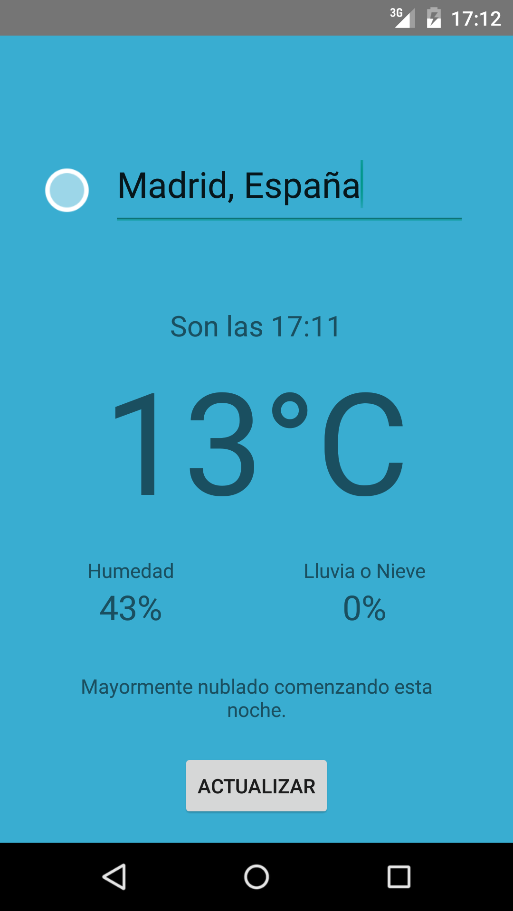 3G 17:12
Madrid, España
Son las 17:11
13°C
Humedad Lluvia o Nieve
43% 0%
Mayormente nublado comenzando esta
noche.
ACTUALIZAR